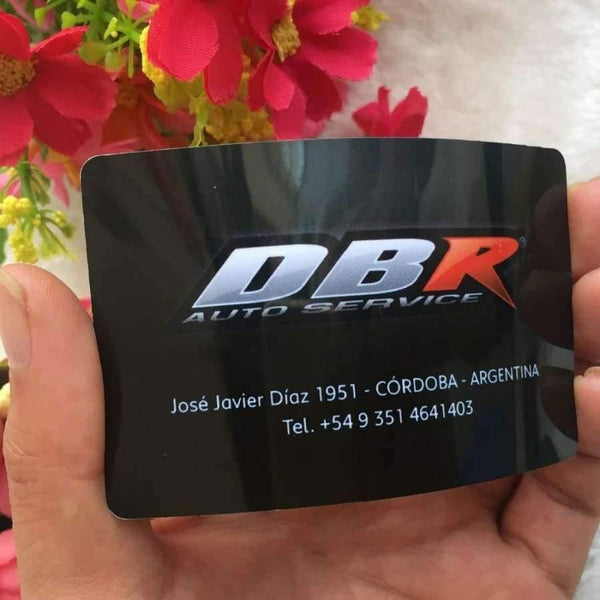 DBR®
AUTO SERVICE
José Javier Díaz 1951 - CÓRDOBA - ARGENTINA
Tel. +54 9 351 4641403